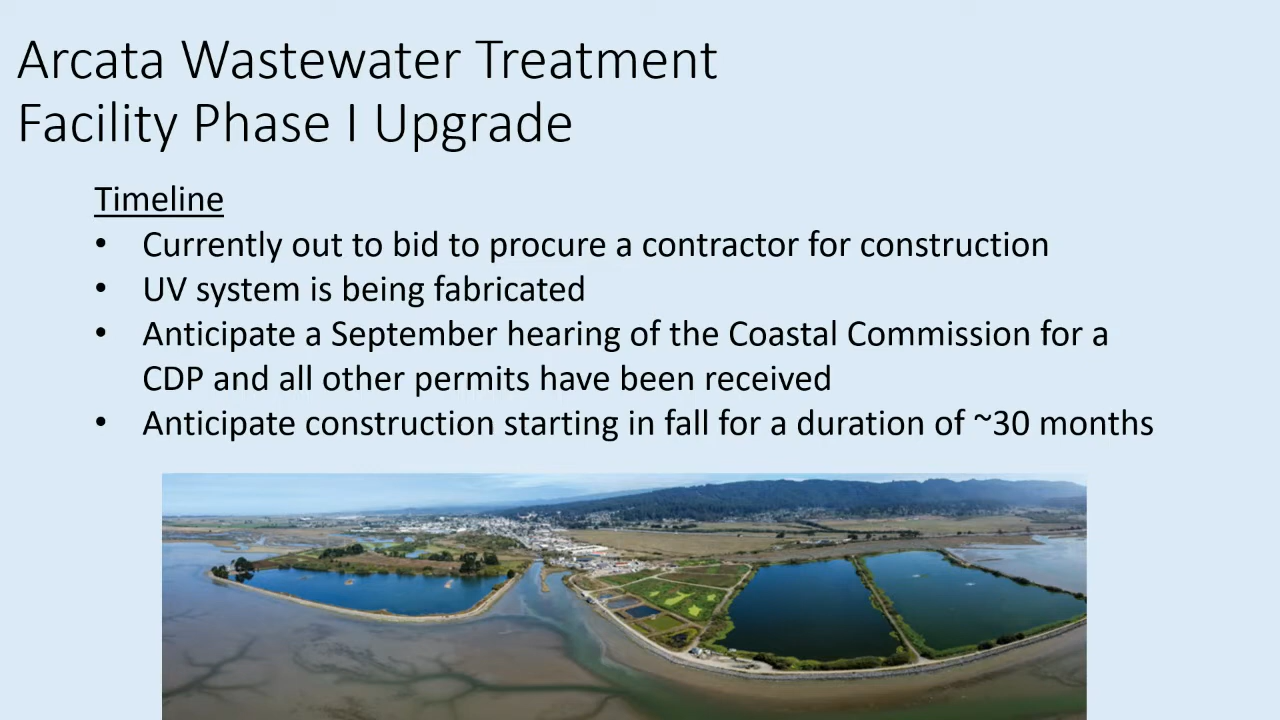 Arcata Wastewater Treatment
Facility Phase I Upgrade
Timeline
• Currently out to bid to procure a contractor for construction
• UV system is being fabricated
• Anticipate a September hearing of the Coastal Commission for a
CDP and all other permits have been received
• Anticipate construction starting in fall for a duration of ~30 months